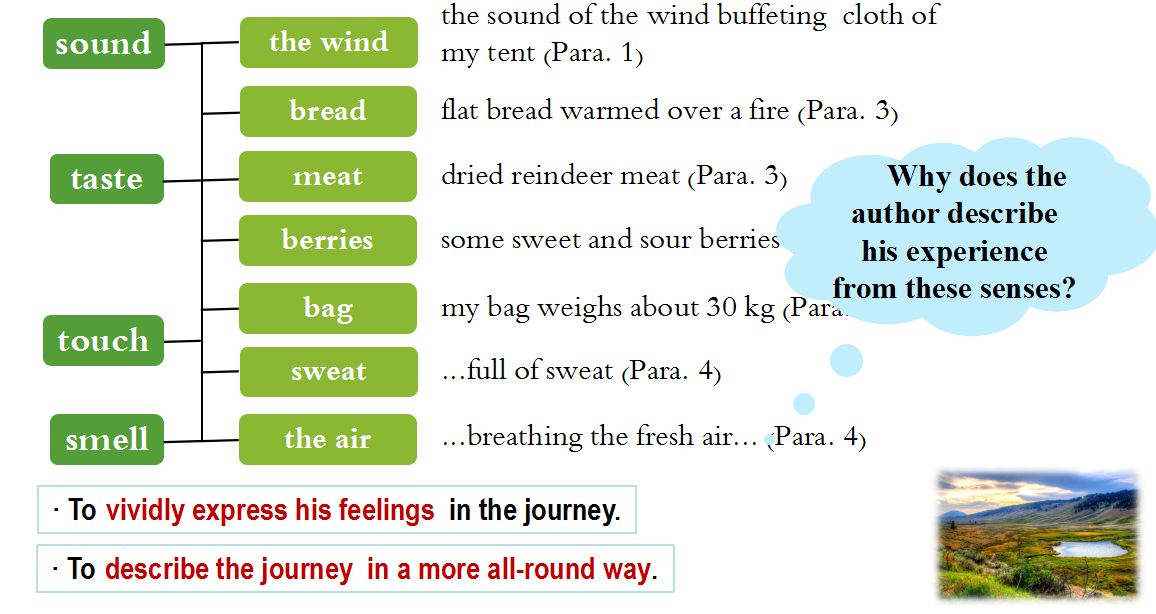 sound
the wind
the sound of the wind buffeting cloth of
my tent (Para. 1)
bread
flat bread warmed over a fire (Para. 3)
taste
meat
dried reindeer meat (Para. 3)
berries
some sweet and sour berries
Why does the
author describe
his experience
from these senses?
bag
my bag weighs about 30 kg (Para.
touch
sweat
...full of sweat (Para. 4)
smell
the air
...breathing the fresh air... (Para. 4)
· To vividly express his feelings in the journey.
· To describe the journey in a more all-round way.